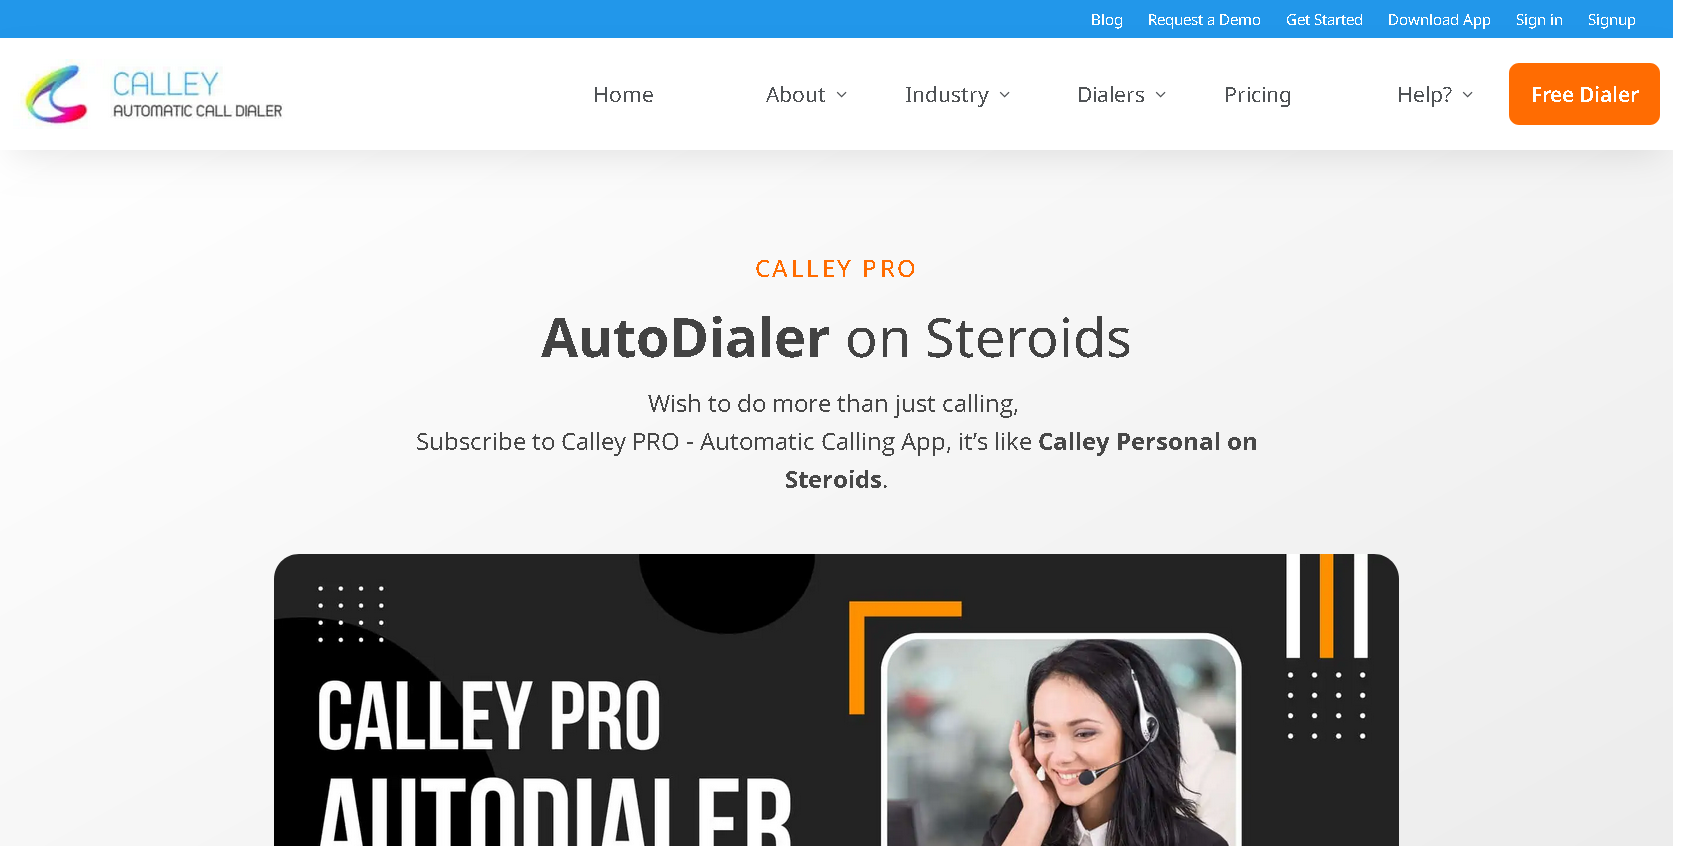 Blog Request a Demo Get Started Download App Sign in Signup
CALLEY
AUTOMATIC CALL DIALER
Home About Industry Dialers Pricing Help? Free Dialer
CALLEY PRO
AutoDialer on Steroids
Wish to do more than just calling,
Subscribe to Calley PRO - Automatic Calling App, it’s like Calley Personal on
Steroids.
CALLEY PRO
AUTODIALER